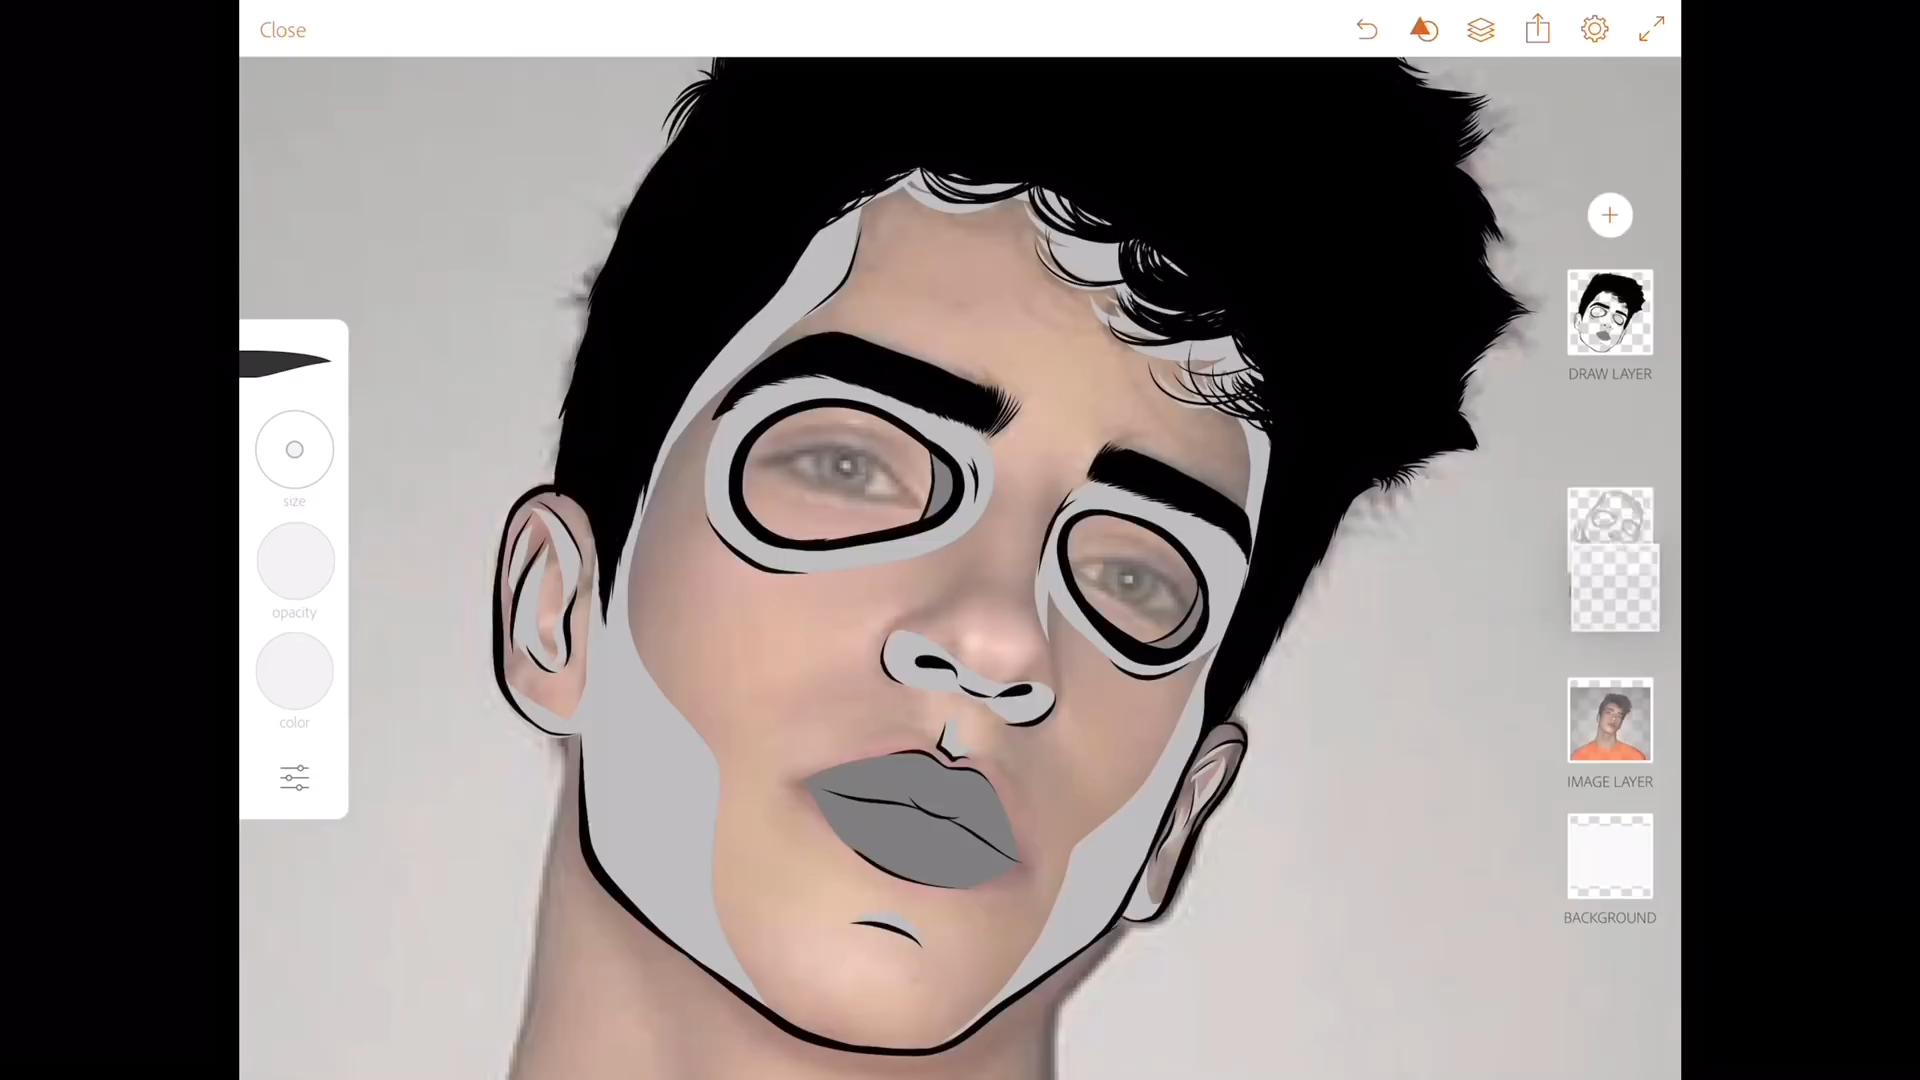 Close
size
opacity
color
DRAW LAYER
IMAGE LAYER
BACKGROUND